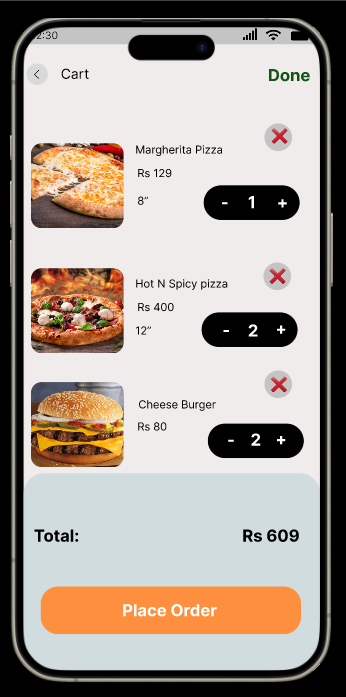 2:30
Cart
Done
Margherita Pizza
Rs 129
8”
- 1 +
Hot N Spicy pizza
Rs 400
12”
- 2 +
Cheese Burger
Rs 80
- 2 +
Total:
Rs 609
Place Order